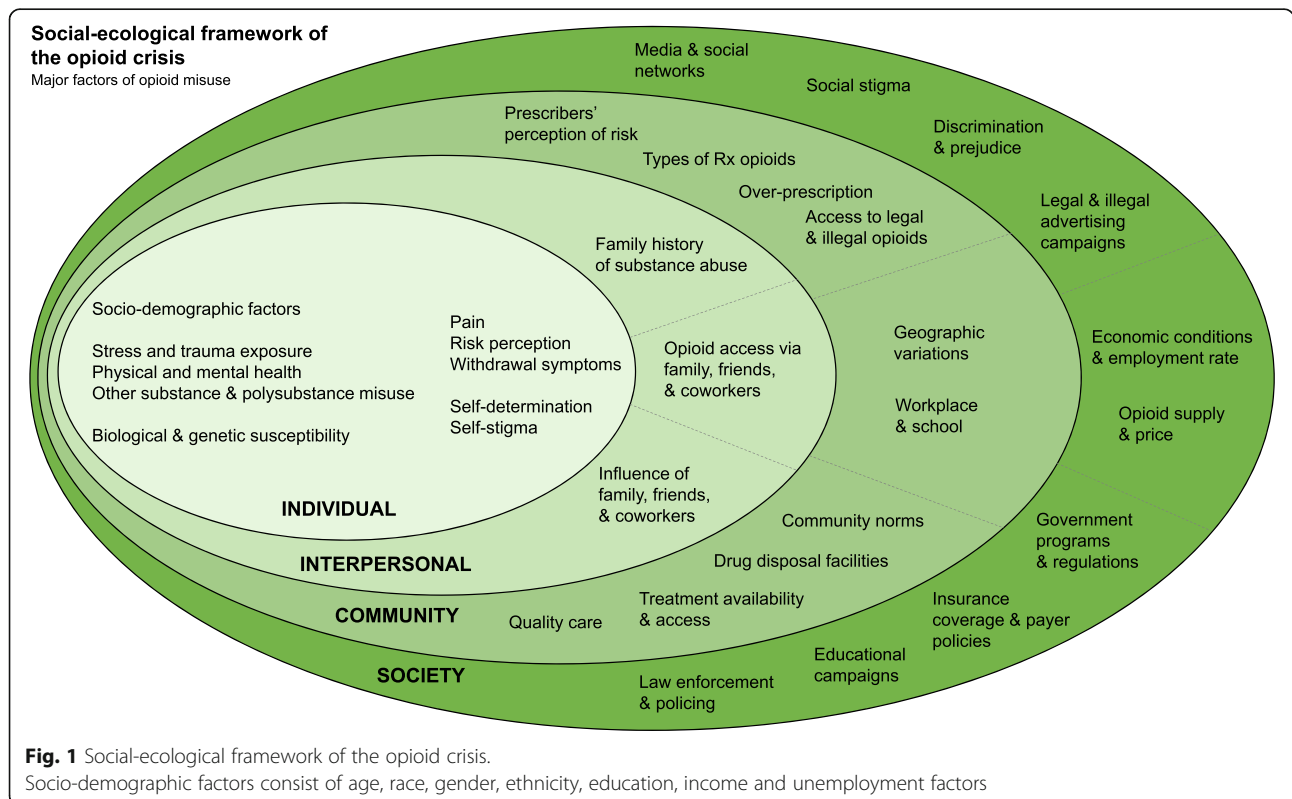 Social-ecological framework of
the opioid crisis
Major factors of opioid misuse
Media & social
networks
Social stigma
Discrimination
& prejudice
Legal & illegal
advertising
campaigns
Prescribers’
perception of risk
Types of Rx opioids
Over-prescription
Access to legal
& illegal opioids
Family history
of substance abuse
Socio-demographic factors
Stress and trauma exposure
Physical and mental health
Other substance & polysubstance misuse
Biological & genetic susceptibility
Pain
Risk perception
Withdrawal symptoms
Self-determination
Self-stigma
INDIVIDUAL
Opioid access via
family, friends,
& coworkers
Influence of
family, friends,
& coworkers
INTERPERSONAL
Geographic
variations
Workplace
& school
Community norms
Drug disposal facilities
Treatment availability
& access
Quality care
COMMUNITY
Economic conditions
& employment rate
Opioid supply
& price
Government
programs
& regulations
Insurance
coverage & payer
policies
Educational
campaigns
Law enforcement
& policing
SOCIETY
Fig. 1 Social-ecological framework of the opioid crisis.
Socio-demographic factors consist of age, race, gender, ethnicity, education, income and unemployment factors